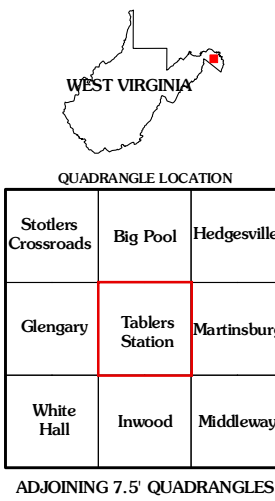 WEST VIRGINIA
QUADRANGLE LOCATION
Stotlers
Crossroads
Big Pool
Hedgesville
Glengary
Tablers
Station
Martinsburg
White
Hall
Inwood
Middleway
ADJOINING 7.5' QUADRANGLES